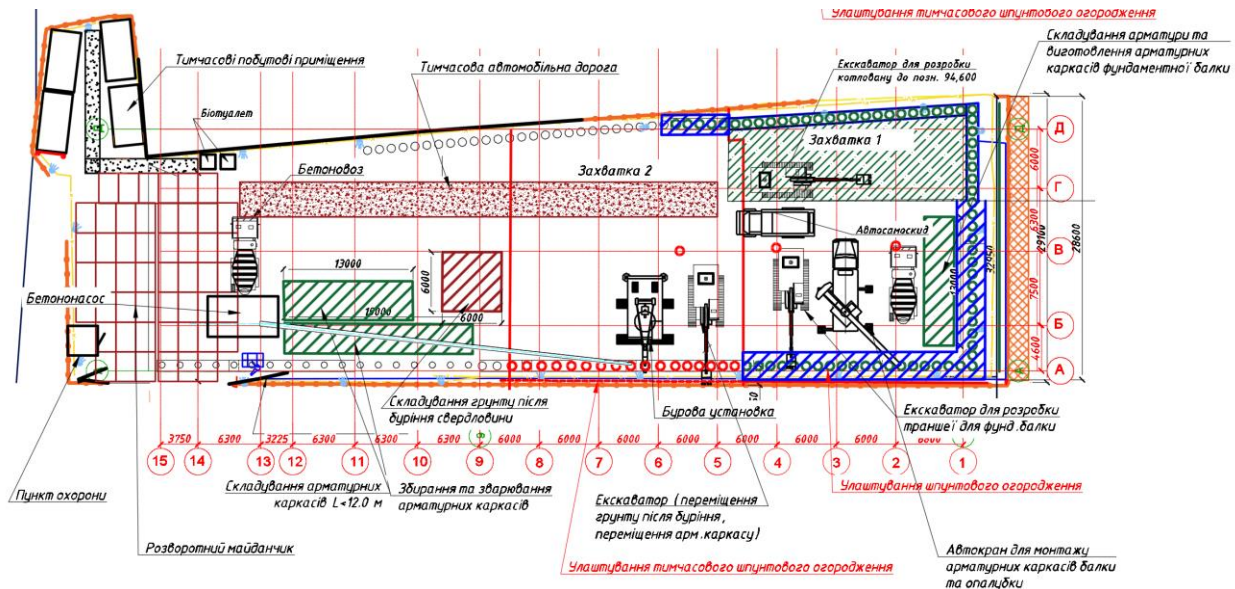 Улаштування тимчасового шпунтового огородження
Складування арматури та
виготовлення арматурних
каркасів фундаментної балки
Тимчасові побутові приміщення
Тимчасова автомобільна дорога
Екскаватор для розробки
котловану до позн. 94,600
Біотуалет
Захватка 1
Захватка 2
Бетоновоз
Автосамоскид
Д
Г
В
Б
А
6000
6300
7500
4600
29100
28600
13000
6000
6000
Бетононасос
Складування грунту після
буріння свердловини
Бурова установка
Екскаватор для розробки
траншеї для фунд.балки
3750
6300
3225
6300
6300
6300
6000
6000
6000
6000
6000
6000
6000
15
14
13
12
11
10
9
8
7
6
5
4
3
2
1
Пункт охорони
Складування арматурних
каркасів L<12.0 м
Збирання та зварювання
арматурних каркасів
Екскаватор (переміщення
грунту після буріння,
переміщення арм.каркасу)
Улаштування шпунтового огородження
Розворотний майданчик
Улаштування тимчасового шпунтового огородження
Автокран для монтажу
арматурних каркасів балки
та опалубки